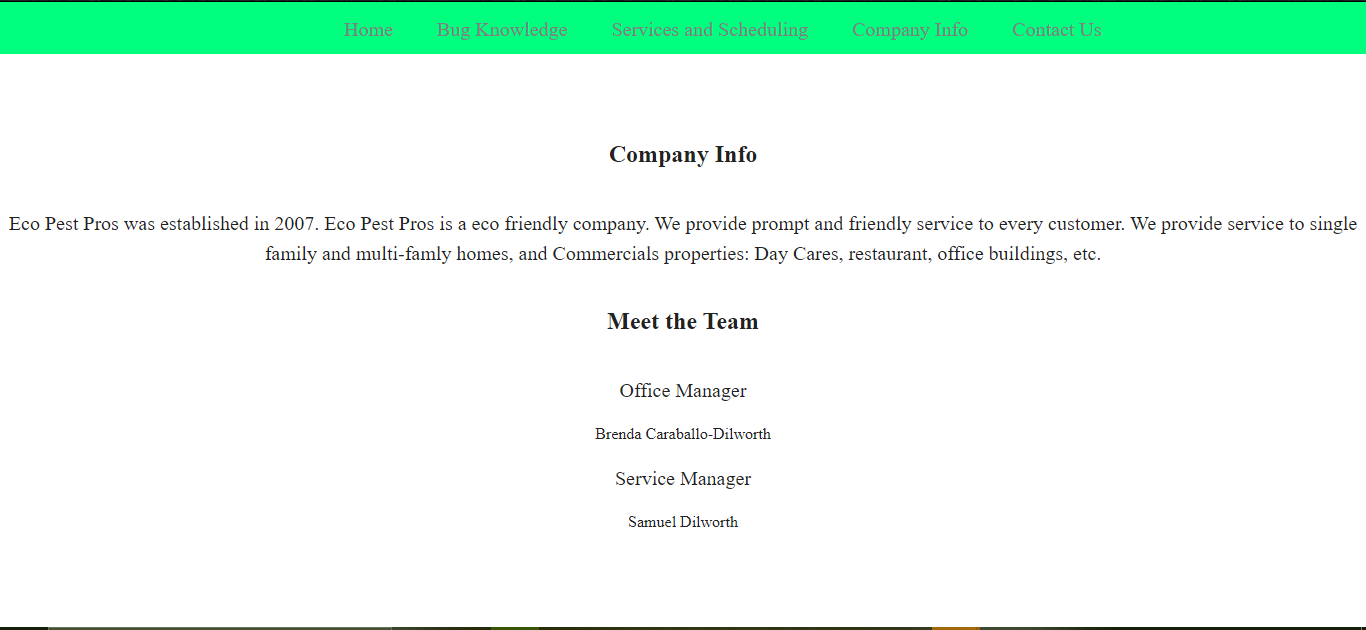 Home Bug Knowledge Services and Scheduling Company Info Contact Us
Company Info
Eco Pest Pros was established in 2007. Eco Pest Pros is a eco friendly company. We provide prompt and friendly service to every customer. We provide service to single
family and multi-famly homes, and Commercials properties: Day Cares, restaurant, office buildings, etc.
Meet the Team
Office Manager
Brenda Caraballo-Dilworth
Service Manager
Samuel Dilworth